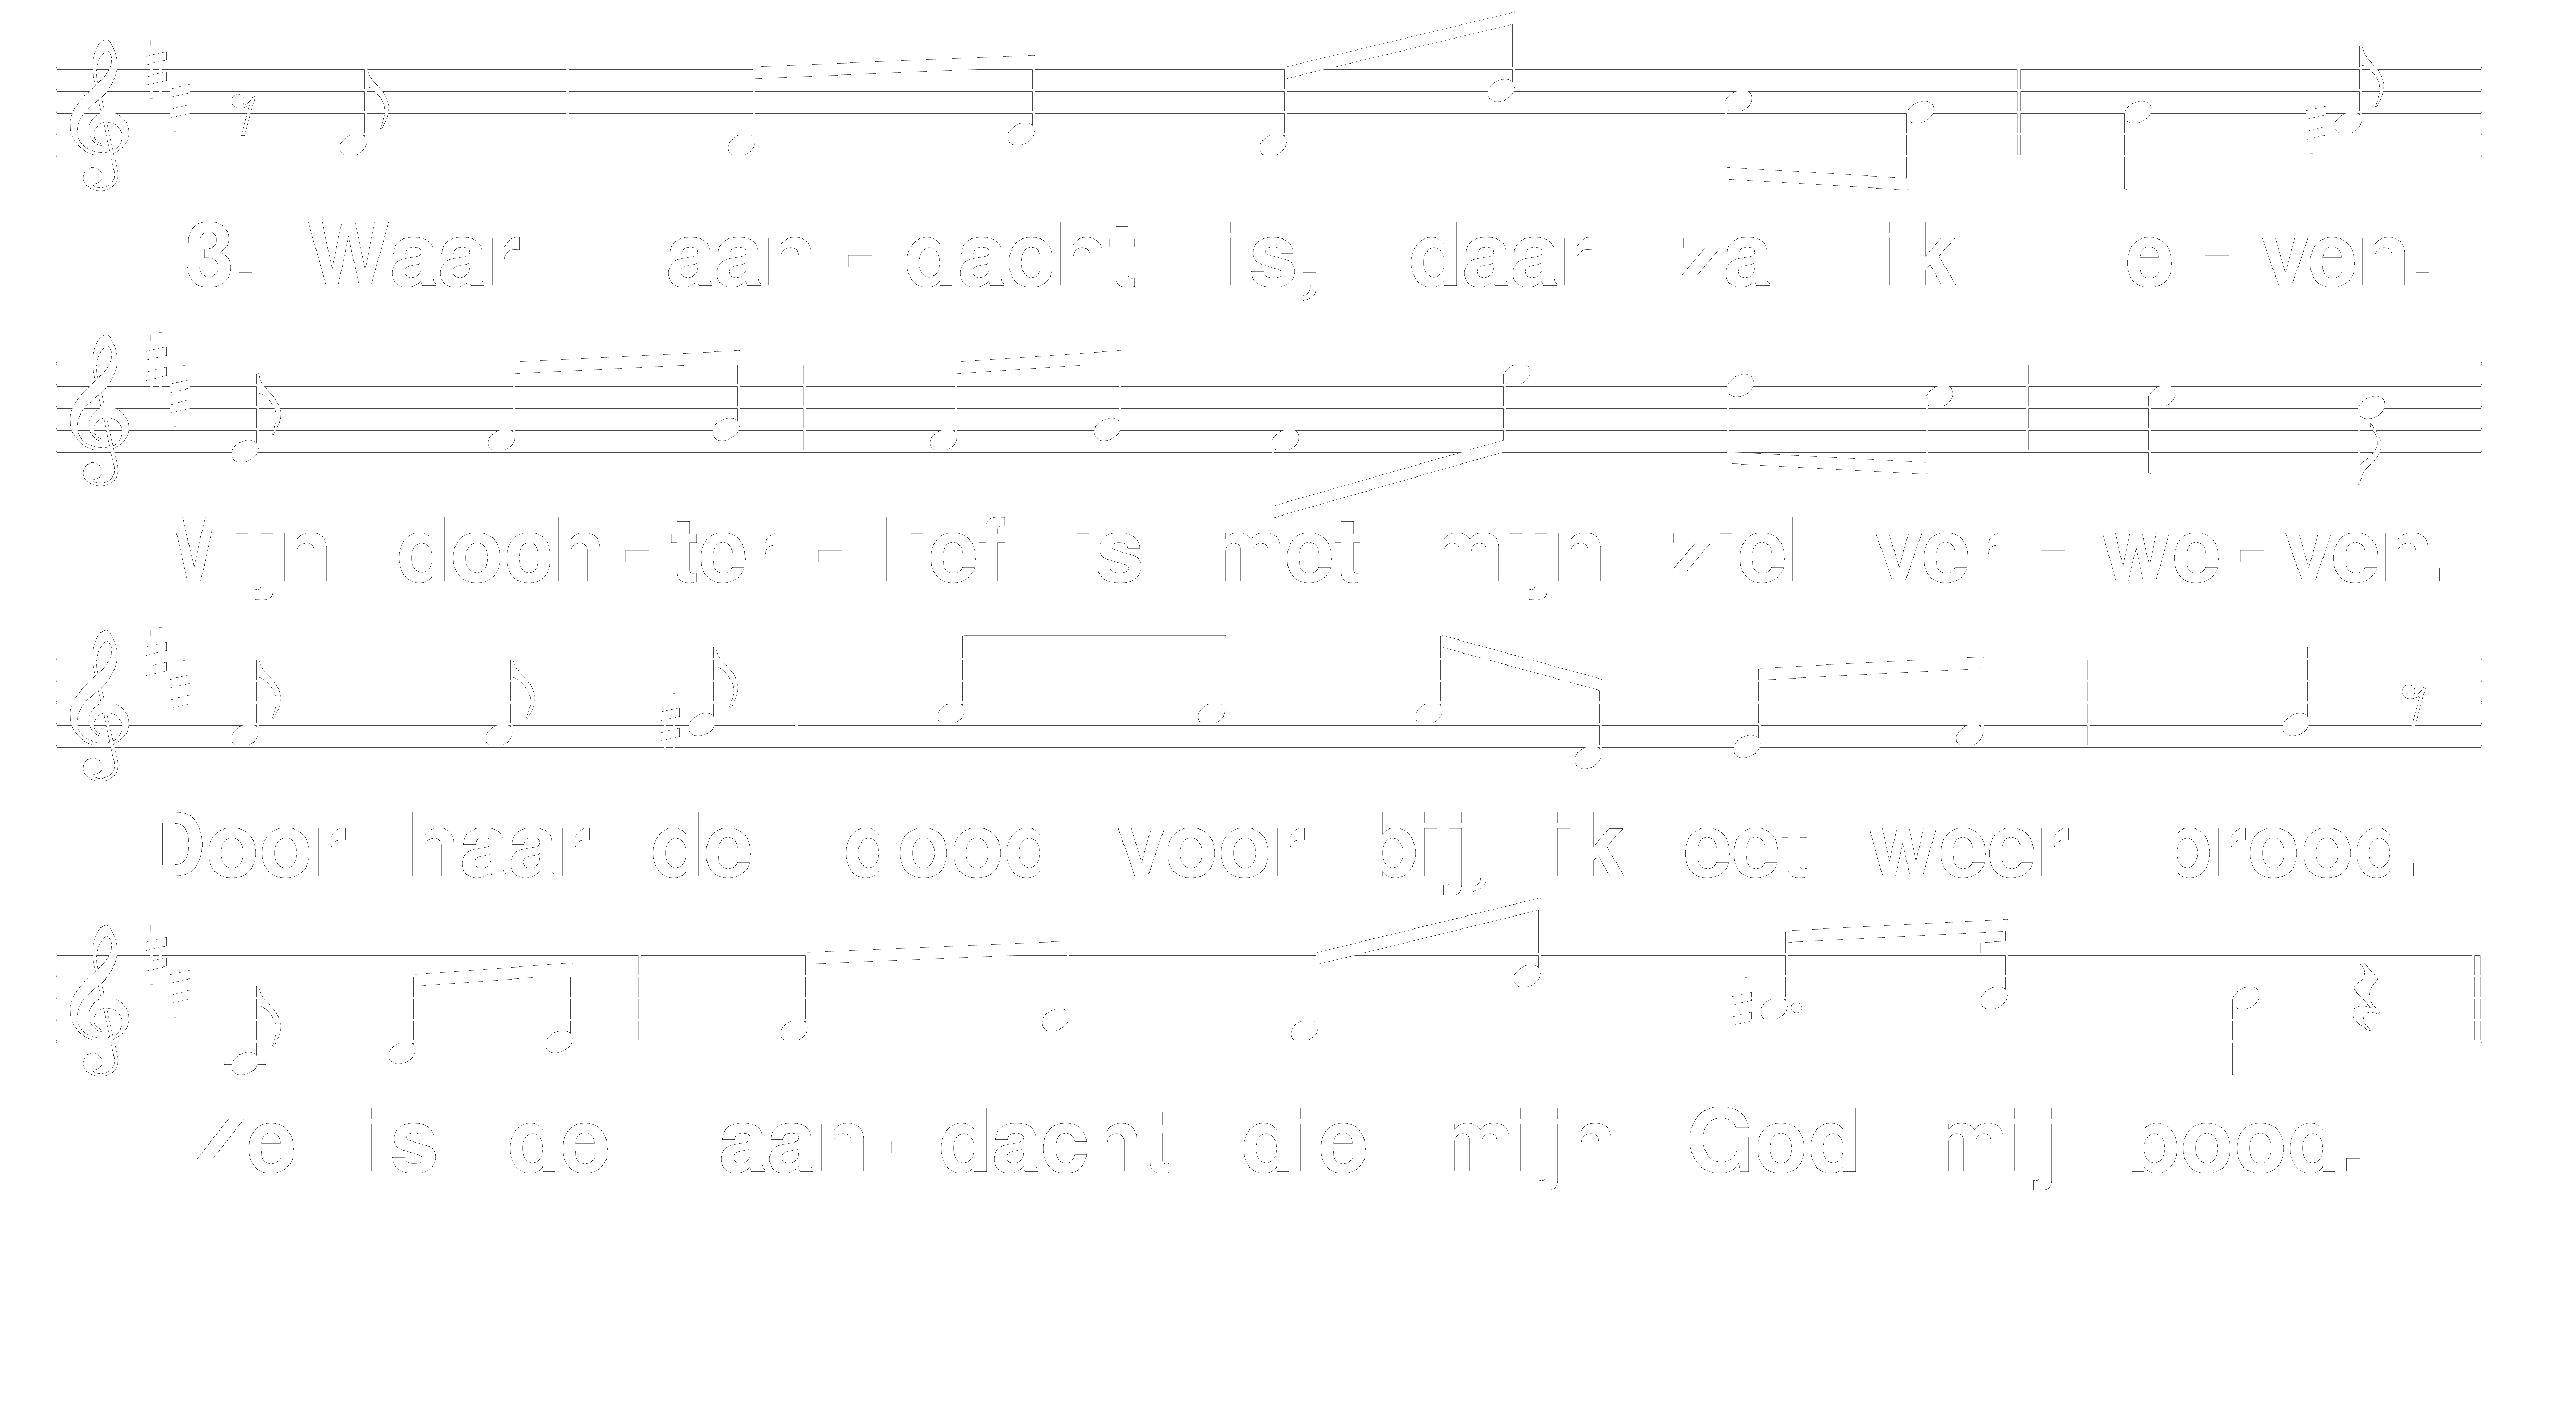 3. Waar aan - dacht is, daar zal ik le - ven.
Mijn doch - ter - lief is met mijn ziel ver - we - ven.
Door haar de dood voor - bij, ik eet weer brood.
Ze is de aan - dacht die mijn God mij bood.